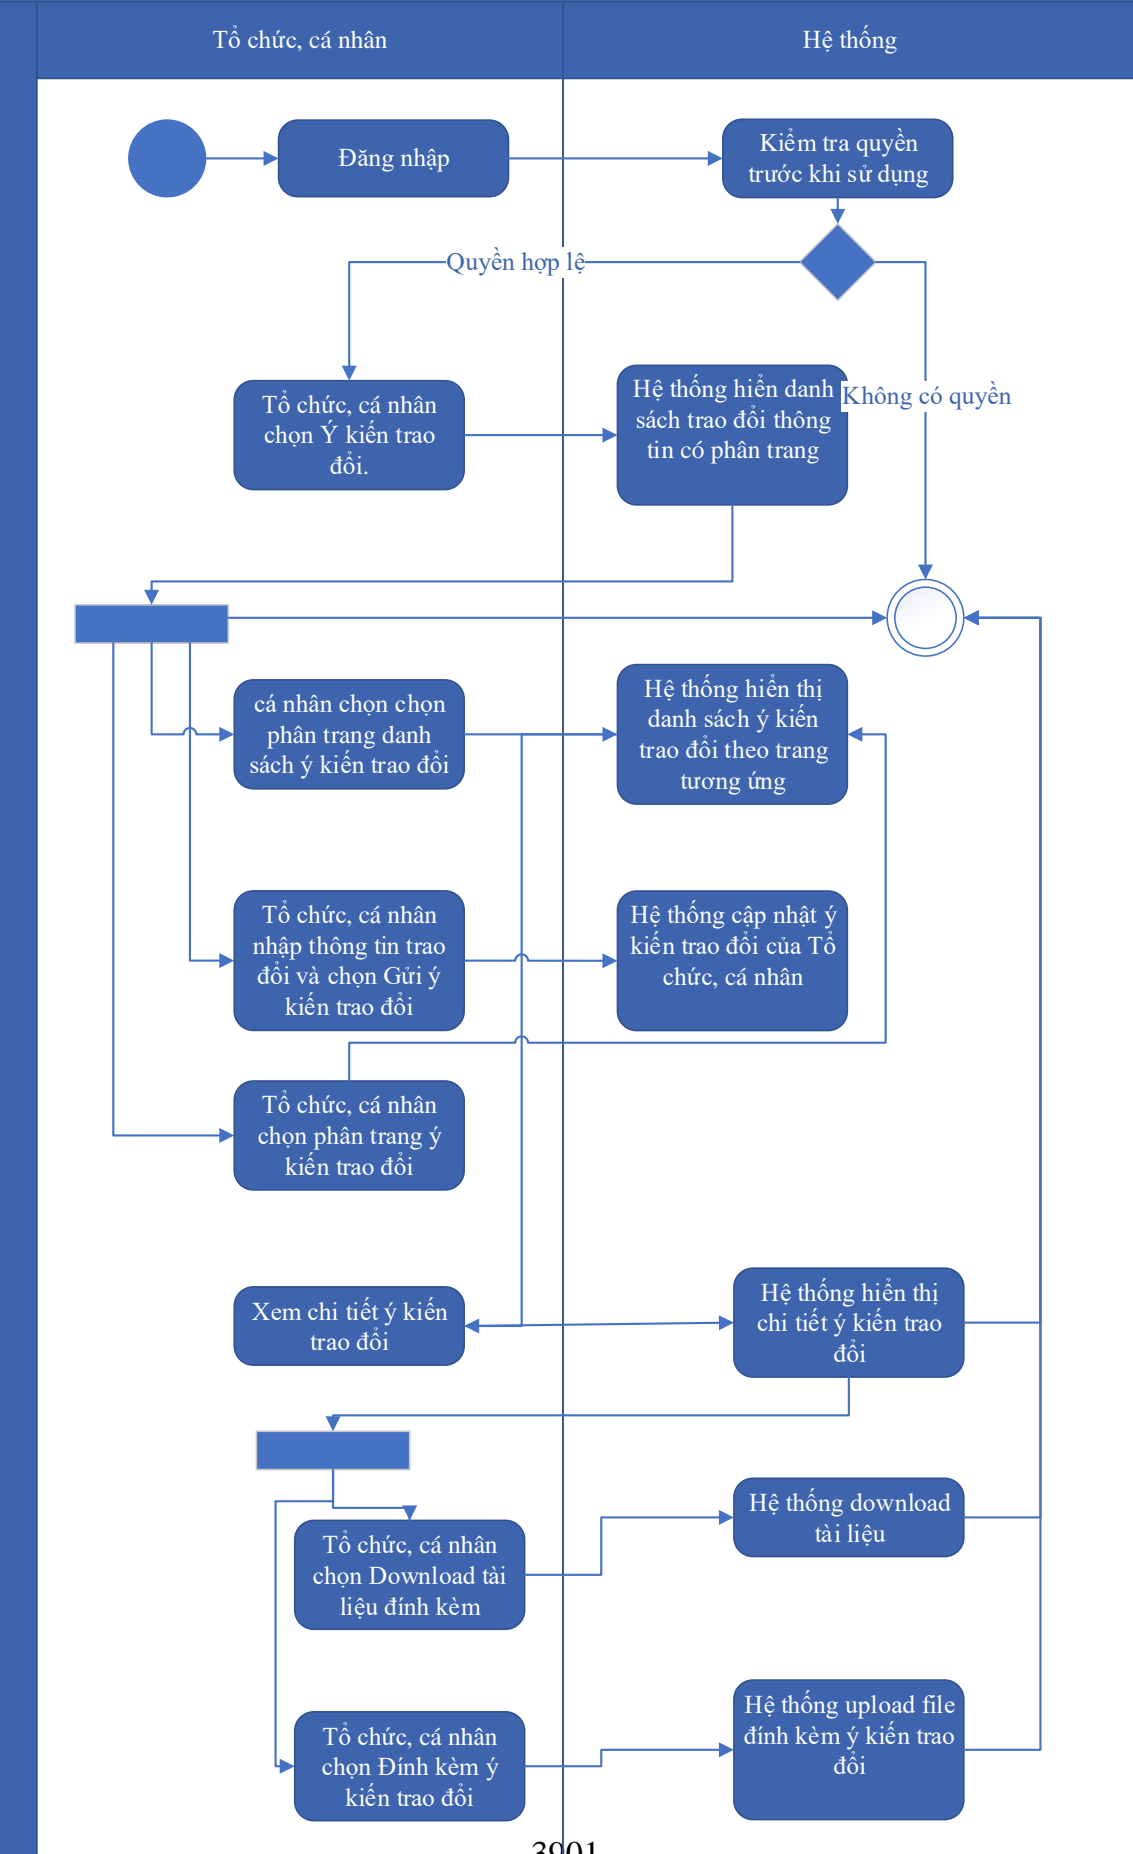 Tổ chức, cá nhân
Hệ thống
Đăng nhập
Kiểm tra quyền
trước khi sử dụng
Quyền hợp lệ
Không có quyền
Tổ chức, cá nhân
chọn Ý kiến trao
đổi.
Hệ thống hiển danh
sách trao đổi thông
tin có phân trang
cá nhân chọn chọn
phân trang danh
sách ý kiến trao đổi
Hệ thống hiển thị
danh sách ý kiến
trao đổi theo trang
tương ứng
Tổ chức, cá nhân
nhập thông tin trao
đổi và chọn Gửi ý
kiến trao đổi
Hệ thống cập nhật ý
kiến trao đổi của Tổ
chức, cá nhân
Tổ chức, cá nhân
chọn phân trang ý
kiến trao đổi
Xem chi tiết ý kiến
trao đổi
Hệ thống hiển thị
chi tiết ý kiến trao
đổi
Tổ chức, cá nhân
chọn Download tài
liệu đính kèm
Hệ thống download
tài liệu
Tổ chức, cá nhân
chọn Đính kèm ý
kiến trao đổi
Hệ thống upload file
đính kèm ý kiến trao
đổi
3901